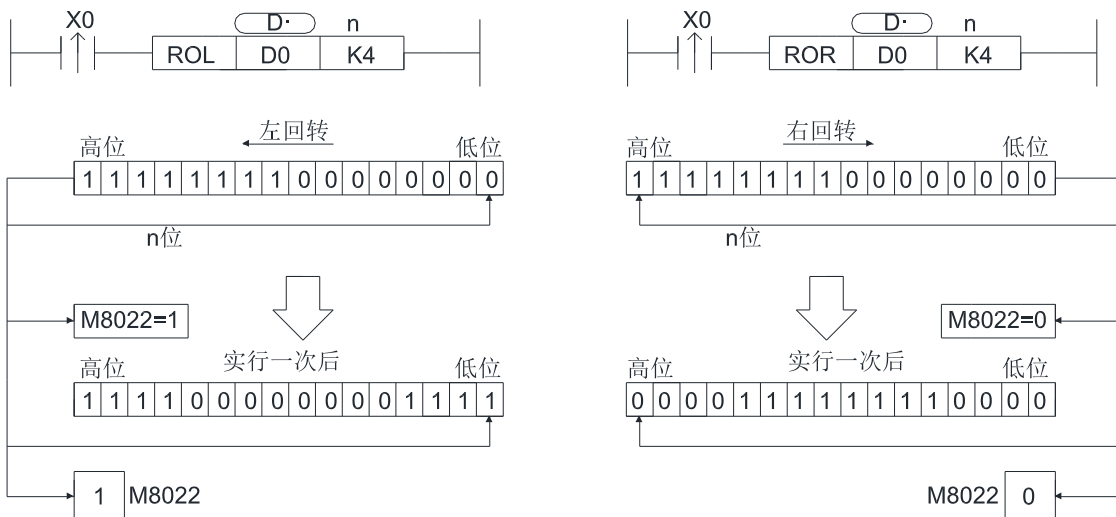 X0
D·
n
ROL D0 K4
左回转
高位 低位
1 1 1 1 1 1 1 1 0 0 0 0 0 0 0 0
n位
M8022=1
实行一次后
高位 低位
1 1 1 1 0 0 0 0 0 0 0 0 1 1 1 1
1 M8022
X0
D·
n
ROR D0 K4
右回转
高位 低位
1 1 1 1 1 1 1 1 0 0 0 0 0 0 0 0
n位
M8022=0
实行一次后
高位 低位
0 0 0 0 1 1 1 1 1 1 1 1 0 0 0 0
M8022 0